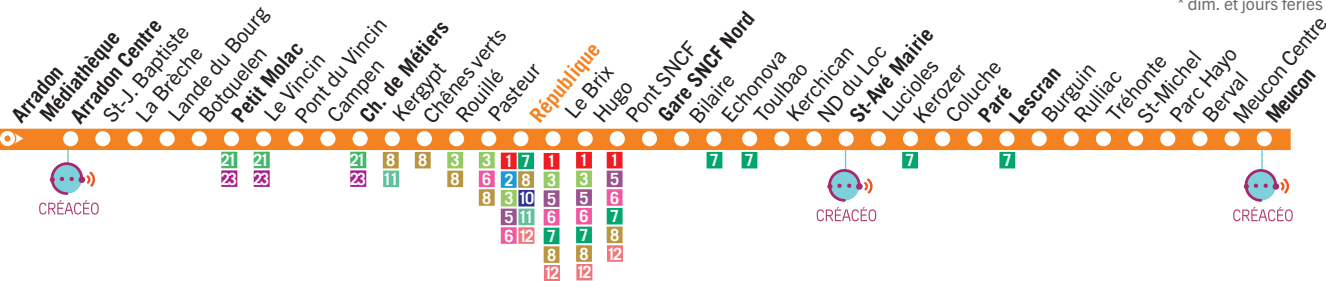 * dim. et jours fériés
Arradon
Médiathèque
Arradon Centre
St-J. Baptiste
La Brèche
Lande du Bourg
Botquelen
Petit Molac
Le Vincin
Pont du Vincin
Campen
Ch. de Métiers
Kergypt
Chênes verts
Rouillé
Pasteur
République
Le Brix
Hugo
Pont SNCF
Gare SNCF Nord
Bilaire
Echonova
Toulbao
Kerchican
ND du Loc
St-Avé Mairie
Lucioles
Kerozer
Coluche
Paré
Lescran
Burguin
Rulliac
Tréhonte
St-Michel
Parc Hayo
Berval
Meucon Centre
Meucon
21 21 21 8 8 3 3 1 7 1 1 1 7 7 7 7
23 23 23 11 8 6 2 8 3 3 5
8 3 10 5 5 6
5 11 6 6 7
6 12 7 7 8
8 8 12
12 12
CRÉACÉO
CRÉACÉO
CRÉACÉO